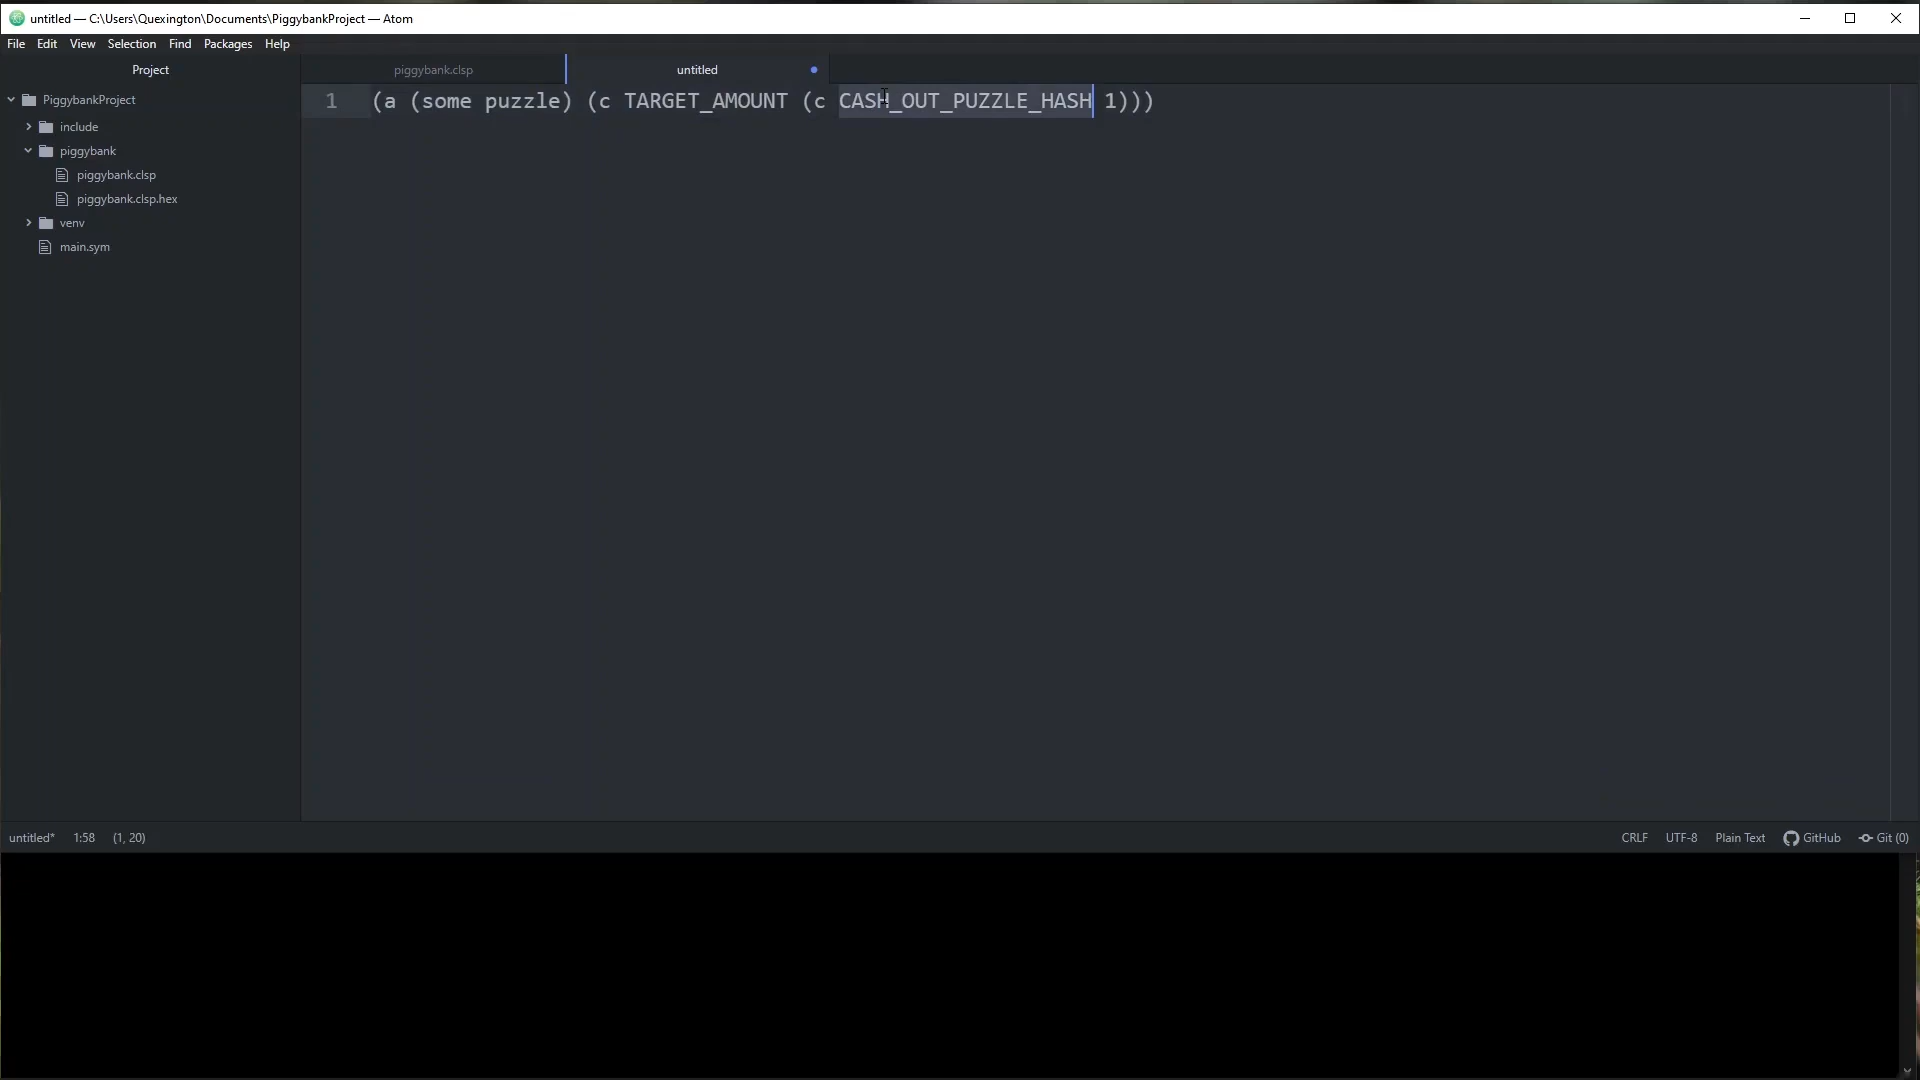 untitled — C:\Users\Quexington\Documents\PiggybankProject — Atom
File Edit View Selection Find Packages Help
Project
piggybank.clsp
untitled
PiggybankProject
include
piggybank
piggybank.clsp
piggybank.clsp.hex
venv
main.sym
1 (a (some puzzle) (c TARGET_AMOUNT (c CASH_OUT_PUZZLE_HASH 1)))
untitled* 1:58 (1, 20) CRLF UTF-8 Plain Text GitHub Git (0)